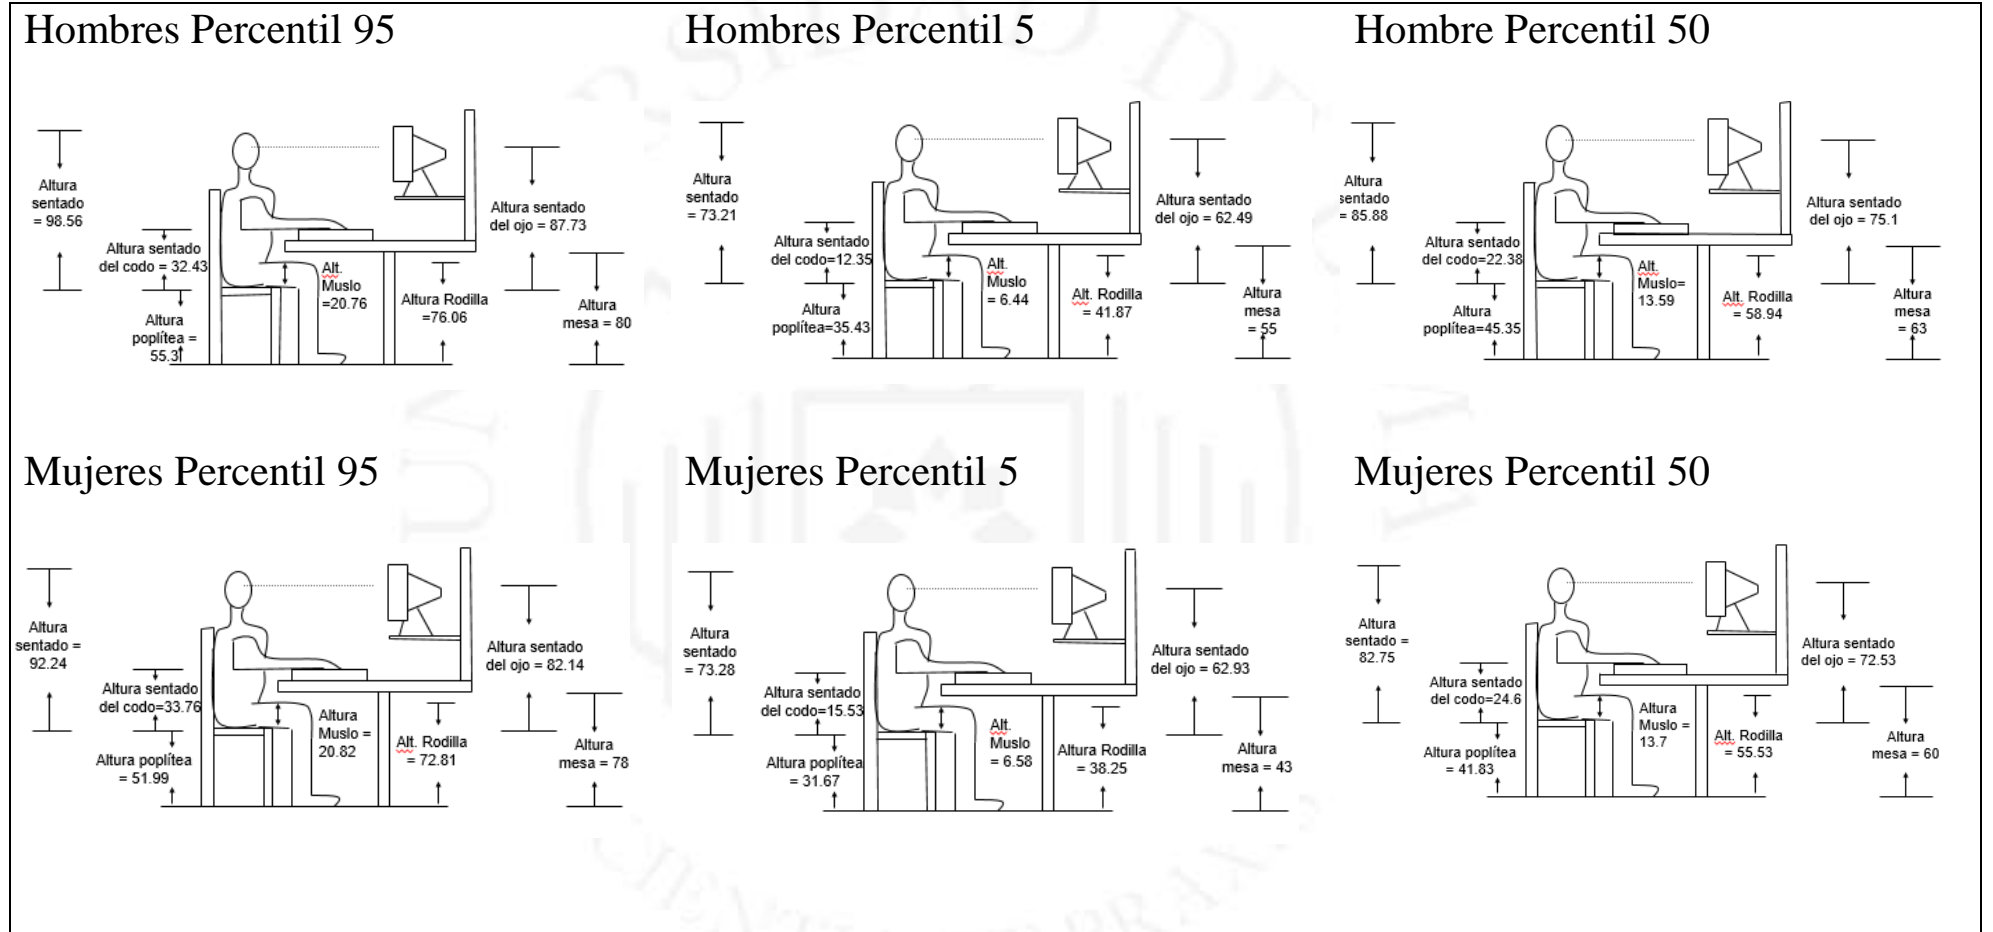 Hombres Percentil 95
Altura
sentado
= 98.56
Altura sentado
del codo = 32.43
Altura
poplítea =
55.3
Alt.
Muslo
=20.76
Altura Rodilla
=76.06
Altura sentado
del ojo = 87.73
Altura
mesa = 80
Hombres Percentil 5
Altura
sentado
= 73.21
Altura sentado
del codo=12.35
Altura
poplítea=35.43
Alt.
Muslo
= 6.44
Alt. Rodilla
= 41.87
Altura sentado
del ojo = 62.49
Altura
mesa
= 55
Hombre Percentil 50
Altura
sentado
= 85.88
Altura sentado
del codo=22.38
Altura
poplítea=45.35
Alt.
Muslo=
13.59
Alt. Rodilla
= 58.94
Altura sentado
del ojo = 75.1
Altura
mesa
= 63
Mujeres Percentil 95
Altura
sentado =
92.24
Altura sentado
del codo=33.76
Altura poplítea
= 51.99
Altura
Muslo =
20.82
Alt. Rodilla
= 72.81
Altura sentado
del ojo = 82.14
Altura
mesa = 78
Mujeres Percentil 5
Altura
sentado
= 73.28
Altura sentado
del codo=15.53
Altura poplítea
= 31.67
Alt.
Muslo
= 6.58
Altura Rodilla
= 38.25
Altura sentado
del ojo = 62.93
Altura
mesa = 43
Mujeres Percentil 50
Altura
sentado =
82.75
Altura sentado
del codo=24.6
Altura poplítea
= 41.83
Altura
Muslo =
13.7
Alt. Rodilla
= 55.53
Altura sentado
del ojo = 72.53
Altura
mesa = 60